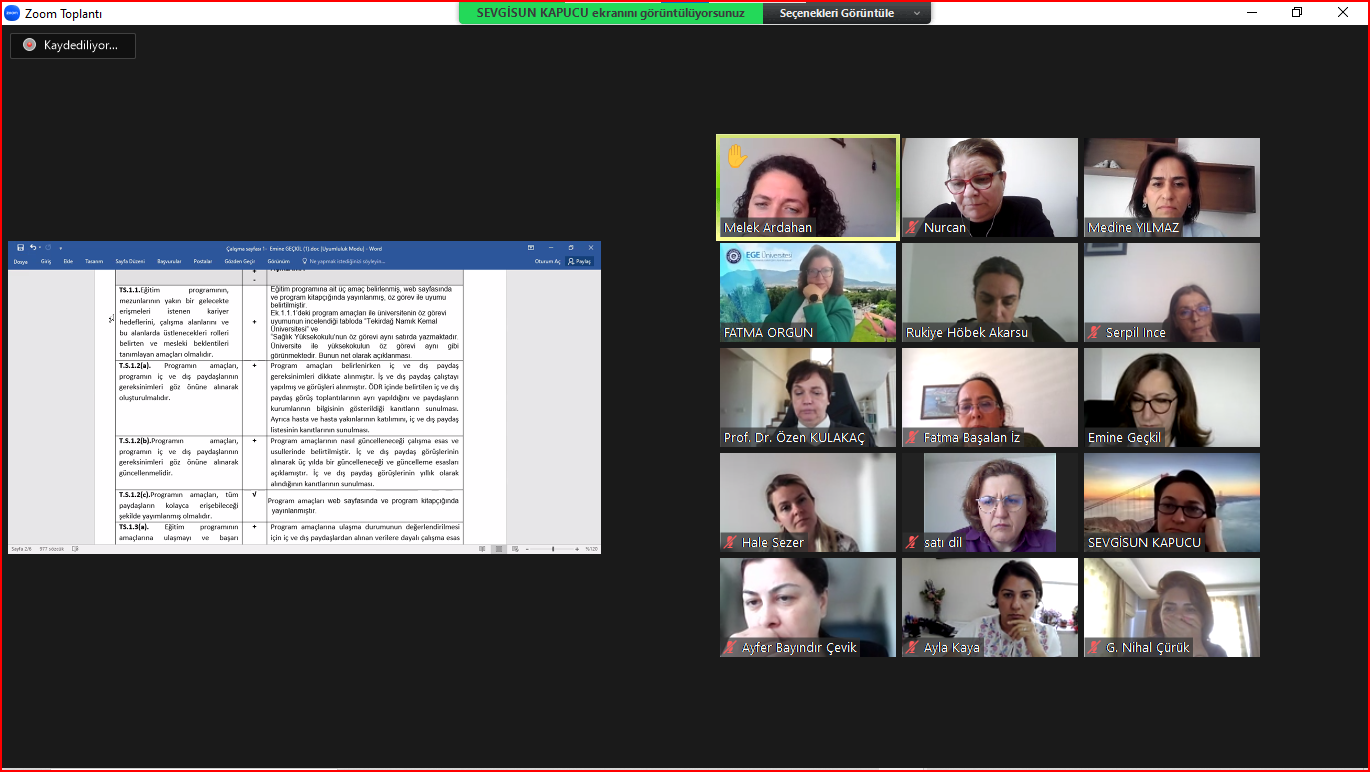 Zoom Toplantı
SEVGİSUN KAPUCU ekranını görüntülüyorsunuz
Seçenekleri Görüntüle
Kaydediliyor...
Çalışma sayfası 1- Emine GEÇKİL (1).doc [Uyumluluk Modu] - Word
Dosya Giriş Ekle Tasarım Sayfa Düzeni Başvurular Postalar Gözden Geçir Görünüm Ne yapmak istediğinizi söyleyin... Oturum Aç Paylaş
TS.1.1.Eğitim programının,
mezunlarının yakın bir gelecekte
erişmeleri istenen kariyer
hedeflerini, çalışma alanlarını ve
bu alanlarda üstlenecekleri rolleri
belirten ve mesleki beklentileri
tanımlayan amaçları olmalıdır.
+
Eğitim programına ait üç amaç belirlenmiş, web sayfasında
ve program kitapçığında yayınlanmış, öz görev ile uyumu
belirtilmiştir.
Ek.1.1.1'deki program amaçları ile üniversitenin öz görevi
uyumunun incelendiği tabloda "Tekirdağ Namık Kemal
Üniversitesi" ve
"Sağlık Yüksekokulu'nun öz görevi aynı satırda yazmaktadır.
Üniversite ile yüksekokulun öz görevi aynı gibi
görünmektedir. Bunun net olarak açıklanması.
T.S.1.2(a). Programın amaçları,
programın iç ve dış paydaşlarının
gereksinimleri göz önüne alınarak
oluşturulmalıdır.
+
Program amaçları belirlenirken iç ve dış paydaş
gereksinimleri dikkate alınmıştır. İş ve dış paydaş çalıştayı
yapılmış ve görüşleri alınmıştır. ÖDR içinde belirtilen iç ve dış
paydaş görüş toplantılarının ayrı yapıldığını ve paydaşların
kurumlarının bilgisinin gösterildiği kanıtların sunulması.
Ayrıca hasta ve hasta yakınlarının katılımını, iç ve dış paydaş
listesinin kanıtlarının sunulması.
T.S.1.2(b).Programın amaçları,
programın iç ve dış paydaşlarının
gereksinimleri göz önüne alınarak
güncellenmelidir.
+
Program amaçlarının nasıl güncelleneceği çalışma esas ve
usullerinde belirtilmiştir. İç ve dış paydaş görüşlerinin
alınarak üç yılda bir güncelleneceği ve güncelleme esasları
açıklamıştır. İç ve dış paydaş görüşlerinin yıllık olarak
alındığının kanıtlarının sunulması.
T.S.1.2(c).Programın amaçları, tüm
paydaşların kolayca erişebileceği
şekilde yayımlanmış olmalıdır.
√
Program amaçları web sayfasında ve program kitapçığında
yayınlanmıştır.
TS.1.3(a). Eğitim programının
amaçlarına ulaşmayı ve başarı
+
Program amaçlarına ulaşma durumunun değerlendirilmesi
için iç ve dış paydaşlardan alınan verilere dayalı çalışma esas
Sayfa 2/6 977 sözcük
%120
Melek Ardahan
Nurcan
Medine YILMAZ
EGE Üniversitesi
FATMA ORGUN
Rukiye Höbek Akarsu
Serpil Ince
Prof. Dr. Özen KULAKAÇ
Fatma Başalan İz
Emine Geçkil
Hale Sezer
satı dil
SEVGİSUN KAPUCU
Ayfer Bayındır Çevik
Ayla Kaya
G. Nihal Çürük